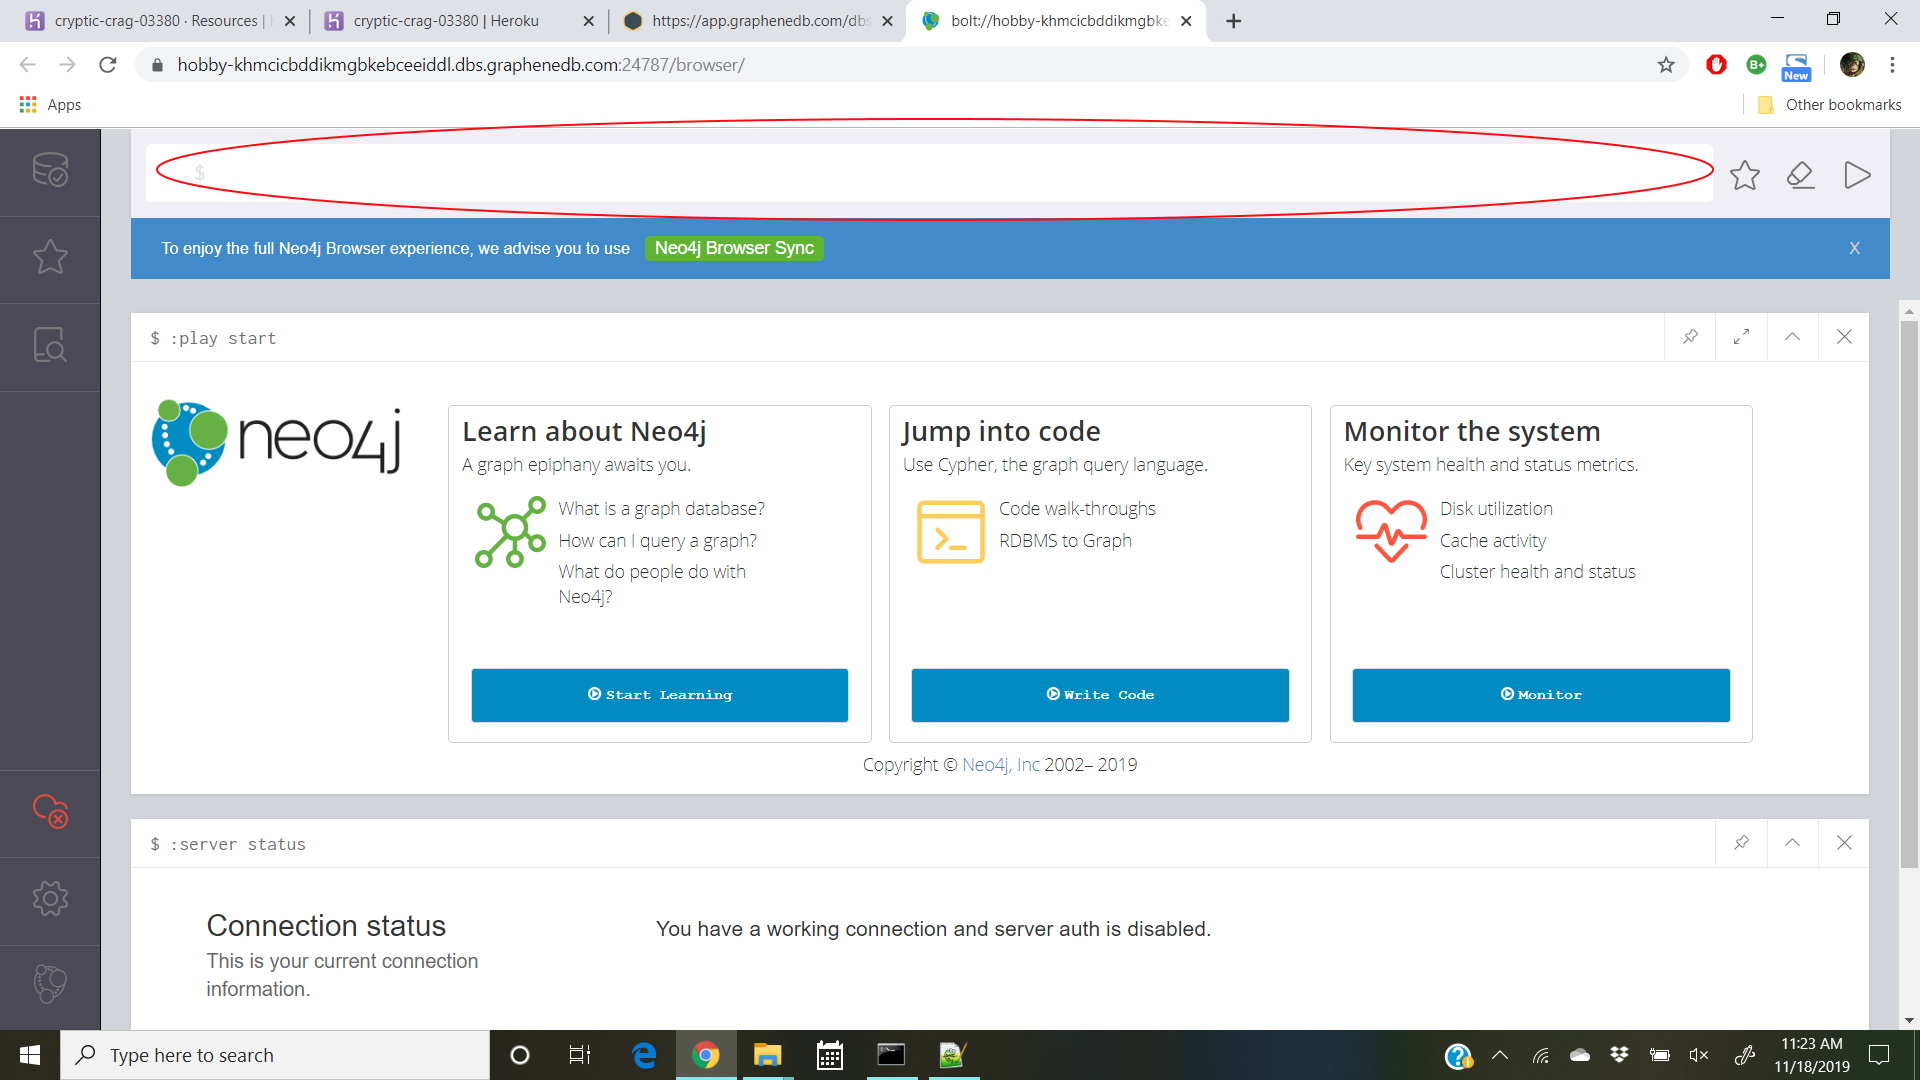 cryptic-crag-03380 · Resources |
cryptic-crag-03380 | Heroku
https://app.graphenedb.com/dbs
bolt://hobby-khmcicbddikmgbke
hobby-khmcicbddikmgbkebceeiddl.dbs.graphenedb.com:24787/browser/
B+
New
Apps
Other bookmarks
$
To enjoy the full Neo4j Browser experience, we advise you to use Neo4j Browser Sync
X
$ :play start
neo4j
Learn about Neo4j
A graph epiphany awaits you.
What is a graph database?
How can I query a graph?
What do people do with
Neo4j?
Start Learning
Jump into code
Use Cypher, the graph query language.
Code walk-throughs
RDBMS to Graph
Write Code
Monitor the system
Key system health and status metrics.
Disk utilization
Cache activity
Cluster health and status
Monitor
Copyright © Neo4j, Inc 2002– 2019
$ :server status
Connection status
This is your current connection
information.
You have a working connection and server auth is disabled.
Type here to search
11:23 AM
11/18/2019